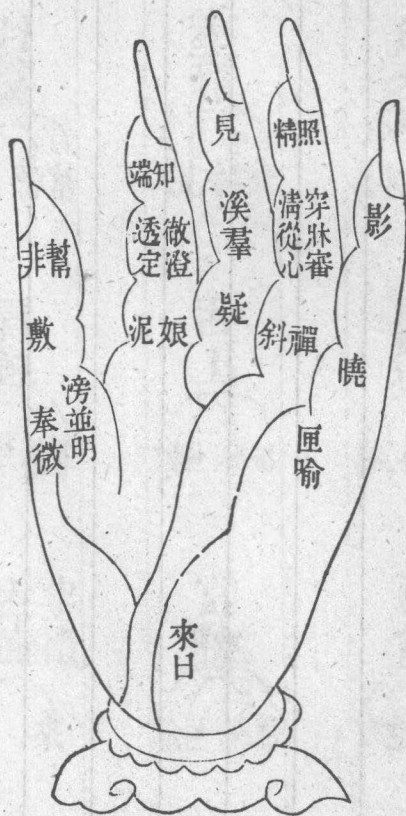 影
曉
匣喻
照精
穿牀審
清從心
禪斜
見
溪羣
疑
知端
徹澄
透定
娘泥
幫非
敷
滂並明
奉微
來日